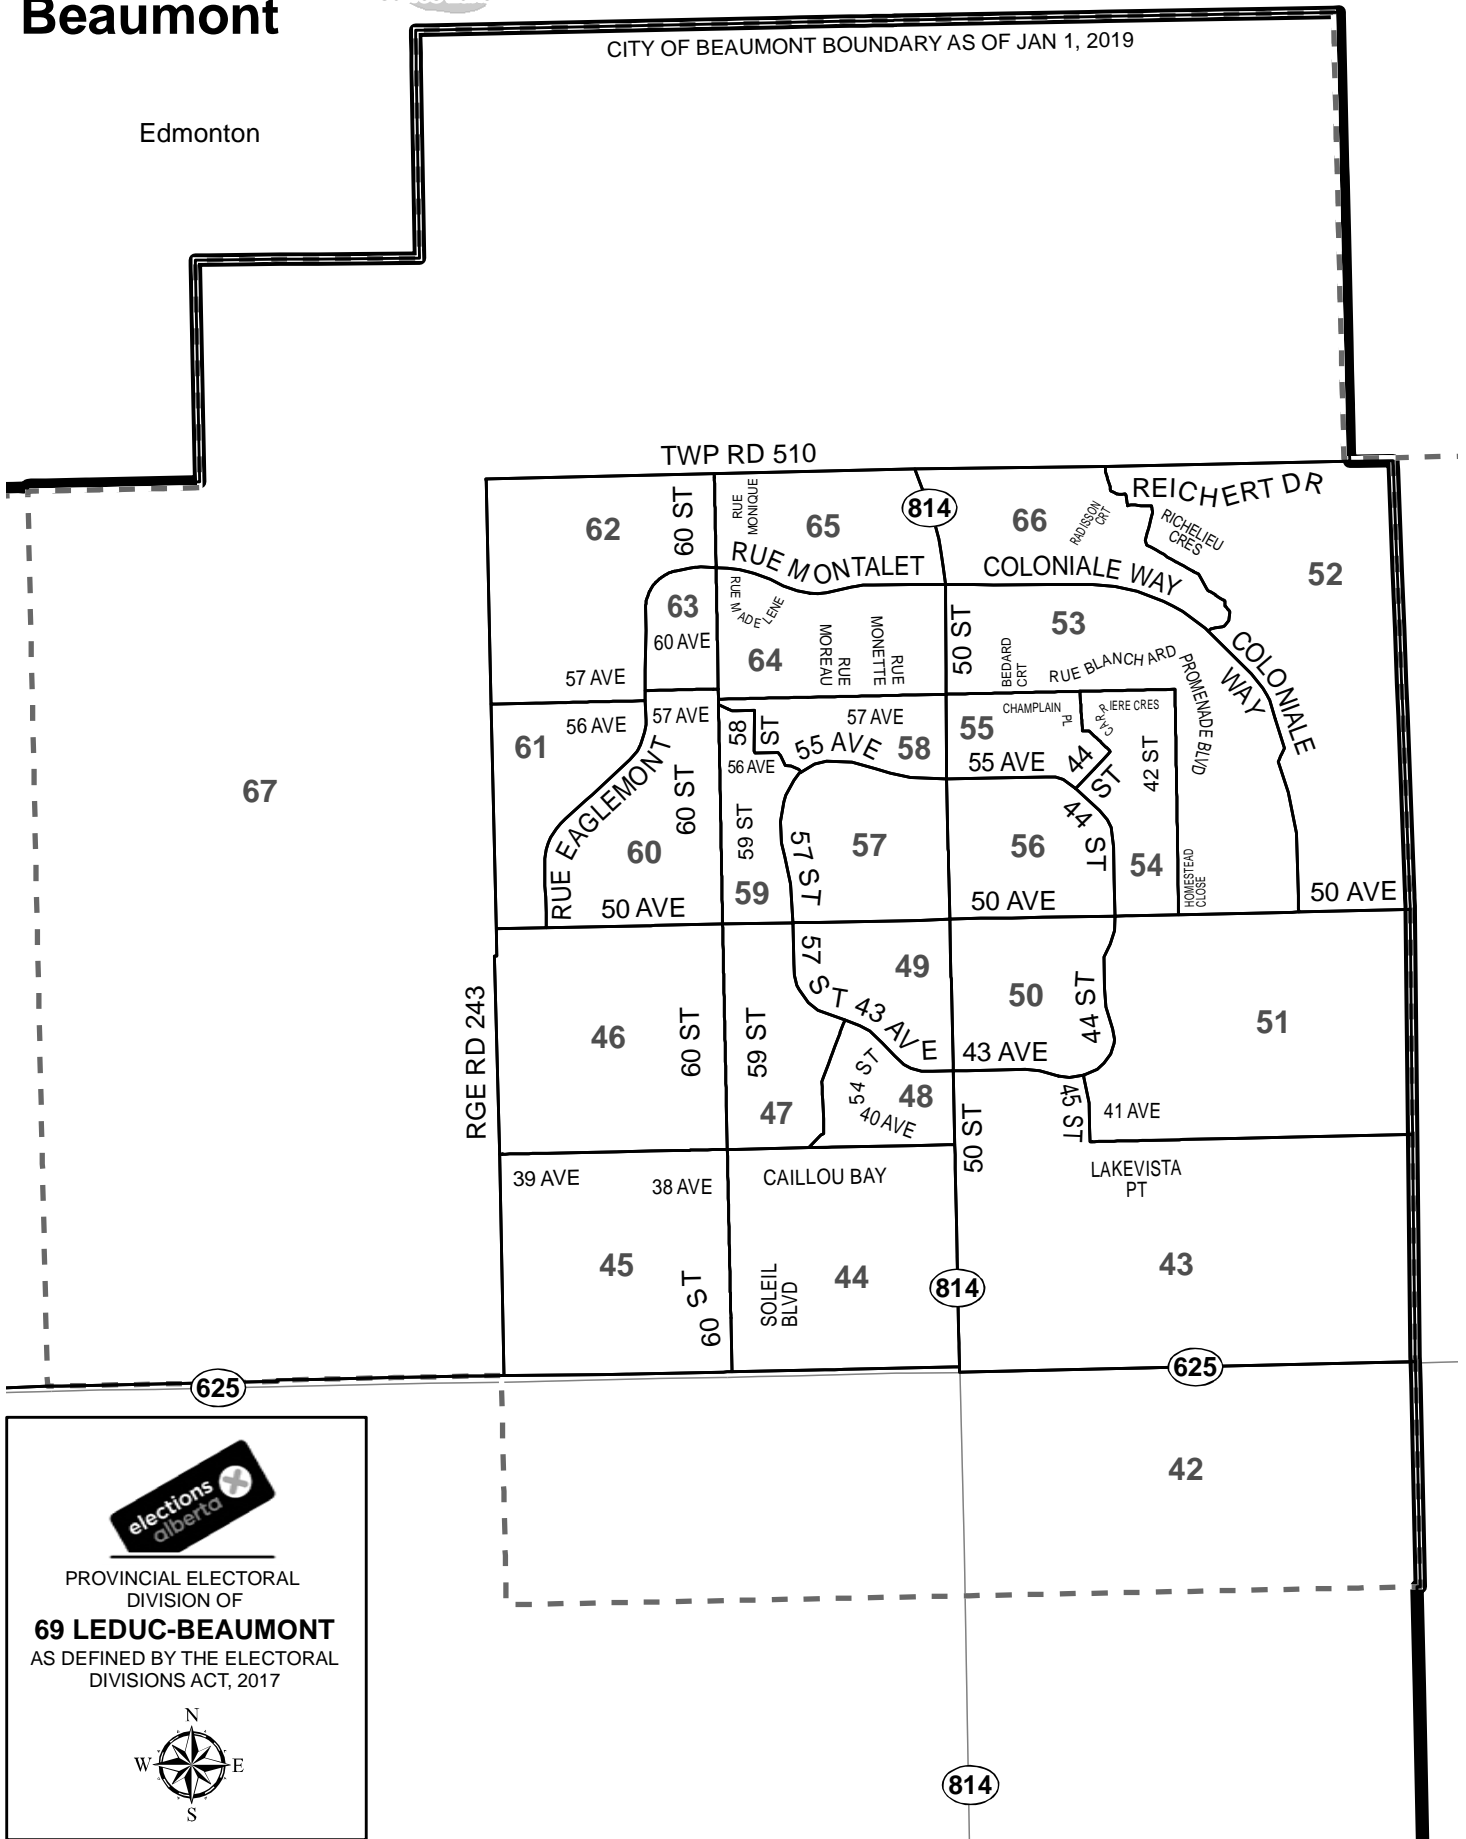 Beaumont
CITY OF BEAUMONT BOUNDARY AS OF JAN 1, 2019
Edmonton
TWP RD 510
REICHERT DR
60 ST
RUE
MONIQUE
814
RADISSON
CRT
RICHELIEU
CRES
62
65
66
52
RUE MONTALET
COLONIALE WAY
63
RUE MADELENE
60 AVE
64
RUE
MOREAU
RUE
MONETTE
50 ST
53
BEDARD
CRT
RUE BLANCHARD
PROMENADE BLVD
COLONIALE
WAY
57 AVE
56 AVE
57 AVE
58
ST
57 AVE
CHAMPLAIN
PL
CARRIERE CRES
61
55 AVE
58
55
55 AVE
44
ST
42 ST
56 AVE
67
RUE EAGLEMONT
60 ST
59 ST
57 ST
57
56
44 ST
60
59
54
HOMESTEAD
CLOSE
50 AVE
50 AVE
50 AVE
57 ST
49
50
44 ST
51
RGE RD 243
46
60 ST
59 ST
43 AVE
43 AVE
54 ST
48
47
40 AVE
50 ST
45 ST
41 AVE
39 AVE
38 AVE
CAILLOU BAY
LAKEVISTA
PT
45
60 ST
SOLEIL
BLVD
44
814
43
625
625
42
elections
alberta
PROVINCIAL ELECTORAL
DIVISION OF
69 LEDUC-BEAUMONT
AS DEFINED BY THE ELECTORAL
DIVISIONS ACT, 2017
N
W
E
S
814